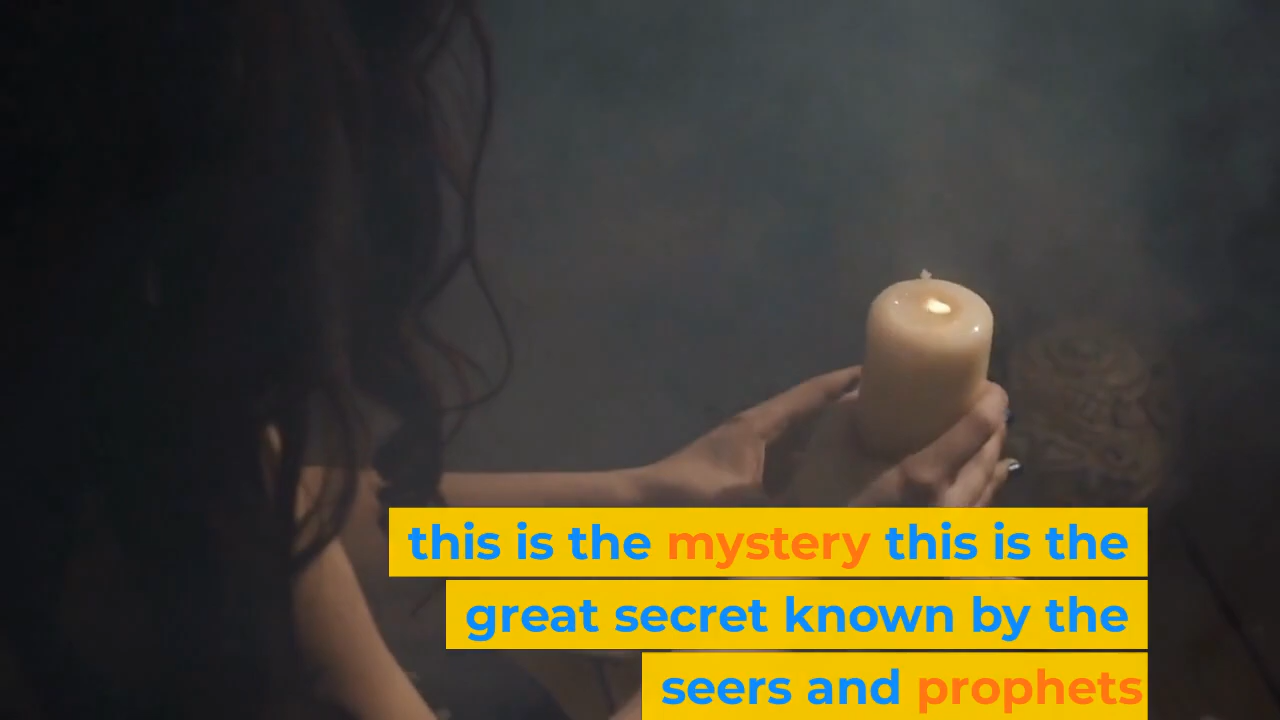 this is the mystery this is the
great secret known by the
seers and prophets